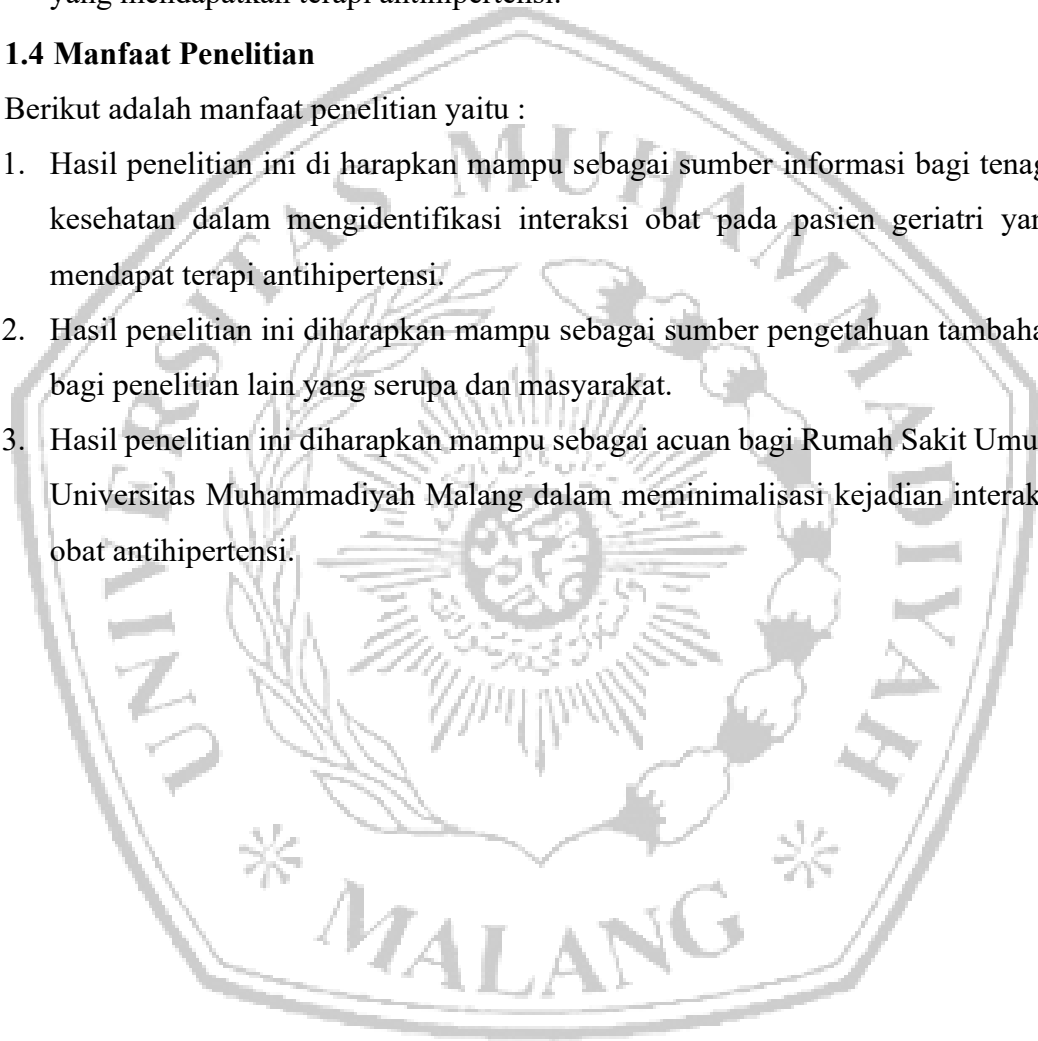 yang mendapatkan terapi antihipertensi.
1.4 Manfaat Penelitian
Berikut adalah manfaat penelitian yaitu :
1. Hasil penelitian ini di harapkan mampu sebagai sumber informasi bagi tenag
kesehatan dalam mengidentifikasi interaksi obat pada pasien geriatri yan
mendapat terapi antihipertensi.
2. Hasil penelitian ini diharapkan mampu sebagai sumber pengetahuan tambaha
bagi penelitian lain yang serupa dan masyarakat.
3. Hasil penelitian ini diharapkan mampu sebagai acuan bagi Rumah Sakit Umu
Universitas Muhammadiyah Malang dalam meminimalisasi kejadian interak
obat antihipertensi.
UNIVERSITAS MUHAMMADIYAH
MALANG